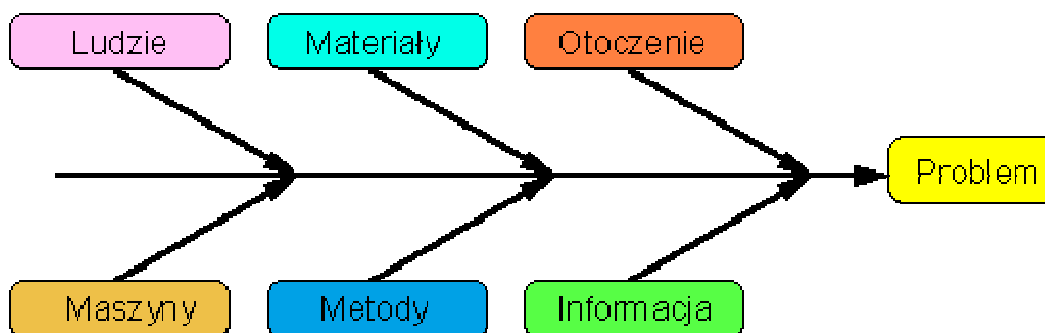 Ludzie
Materiały
Otoczenie
Problem
Maszyny
Metody
Informacja